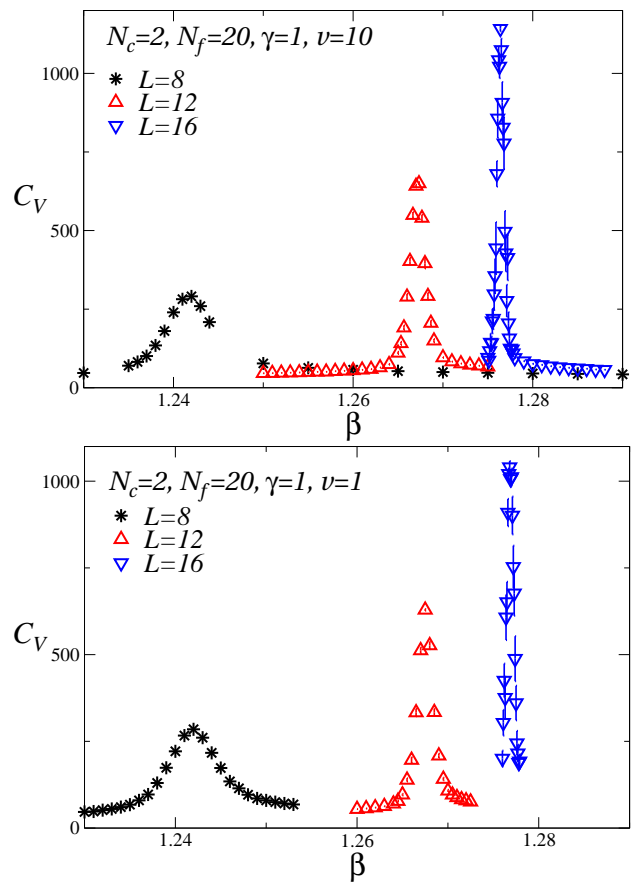 N_c=2, N_f=20, γ=1, υ=10
L=8
L=12
L=16
1000
500
0
C_V
1.24
1.26
1.28
β
N_c=2, N_f=20, γ=1, υ=1
L=8
L=12
L=16
1000
500
0
C_V
1.24
1.26
1.28
β